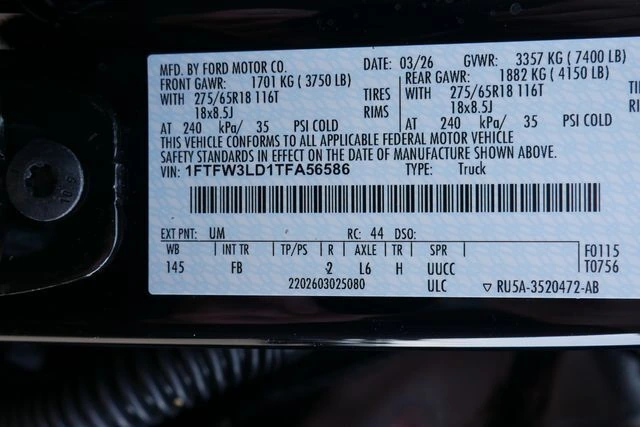 MFD. BY FORD MOTOR CO. DATE: 03/26 GVWR: 3357 KG (7400 LB)
FRONT GAWR: 1701 KG (3750 LB) REAR GAWR: 1882 KG (4150 LB)
WITH 275/65R18 116T TIRES WITH 275/65R18 116T
18x8.5J RIMS 18x8.5J
AT 240 kPa/ 35 PSI COLD AT 240 kPa/ 35 PSI COLD
THIS VEHICLE CONFORMS TO ALL APPLICABLE FEDERAL MOTOR VEHICLE
SAFETY STANDARDS IN EFFECT ON THE DATE OF MANUFACTURE SHOWN ABOVE.
VIN: 1FTFW3LD1TFA56586 TYPE: Truck
EXT PNT: UM RC: 44 DSO:
WB INT TR TP/PS R AXLE TR SPR F0115
145 FB 2 L6 H UUCC T0756
2202603025080 ULC ▽ RU5A-3520472-AB
10.9